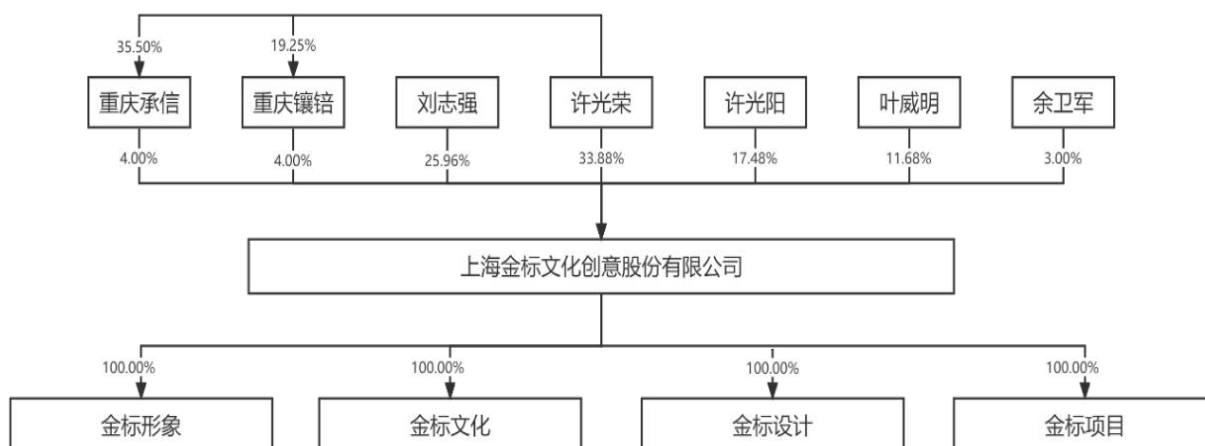 35.50%
19.25%
重庆承信
重庆镶锫
刘志强
许光荣
许光阳
叶威明
余卫军
4.00%
4.00%
25.96%
33.88%
17.48%
11.68%
3.00%
上海金标文化创意股份有限公司
100.00%
100.00%
100.00%
100.00%
金标形象
金标文化
金标设计
金标项目